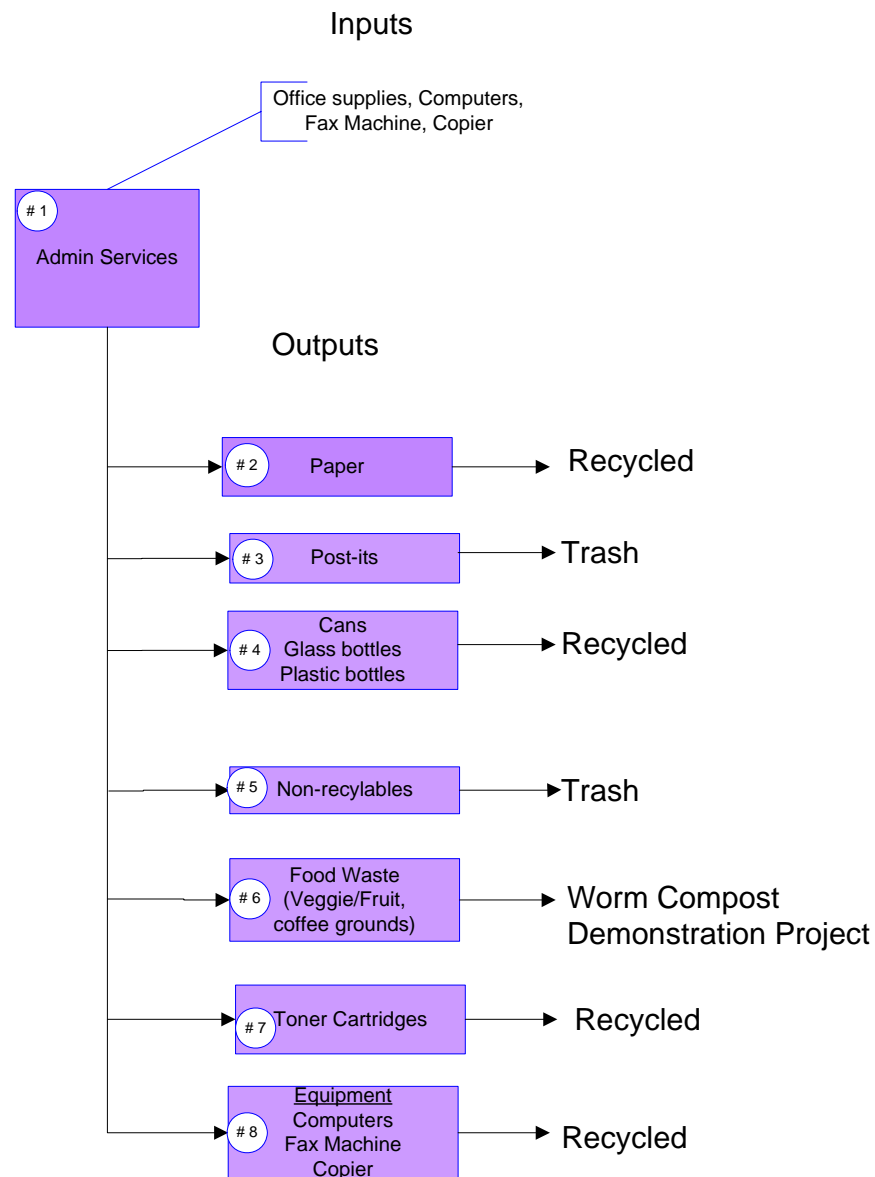 Inputs
Office supplies, Computers,
Fax Machine, Copier
# 1
Admin Services
Outputs
# 2
Paper
Recycled
# 3
Post-its
Trash
# 4
Cans
Glass bottles
Plastic bottles
Recycled
# 5
Non-recylables
Trash
# 6
Food Waste
(Veggie/Fruit,
coffee grounds)
Worm Compost
Demonstration Project
# 7
Toner Cartridges
Recycled
# 8
Equipment
Computers
Fax Machine
Copier
Recycled